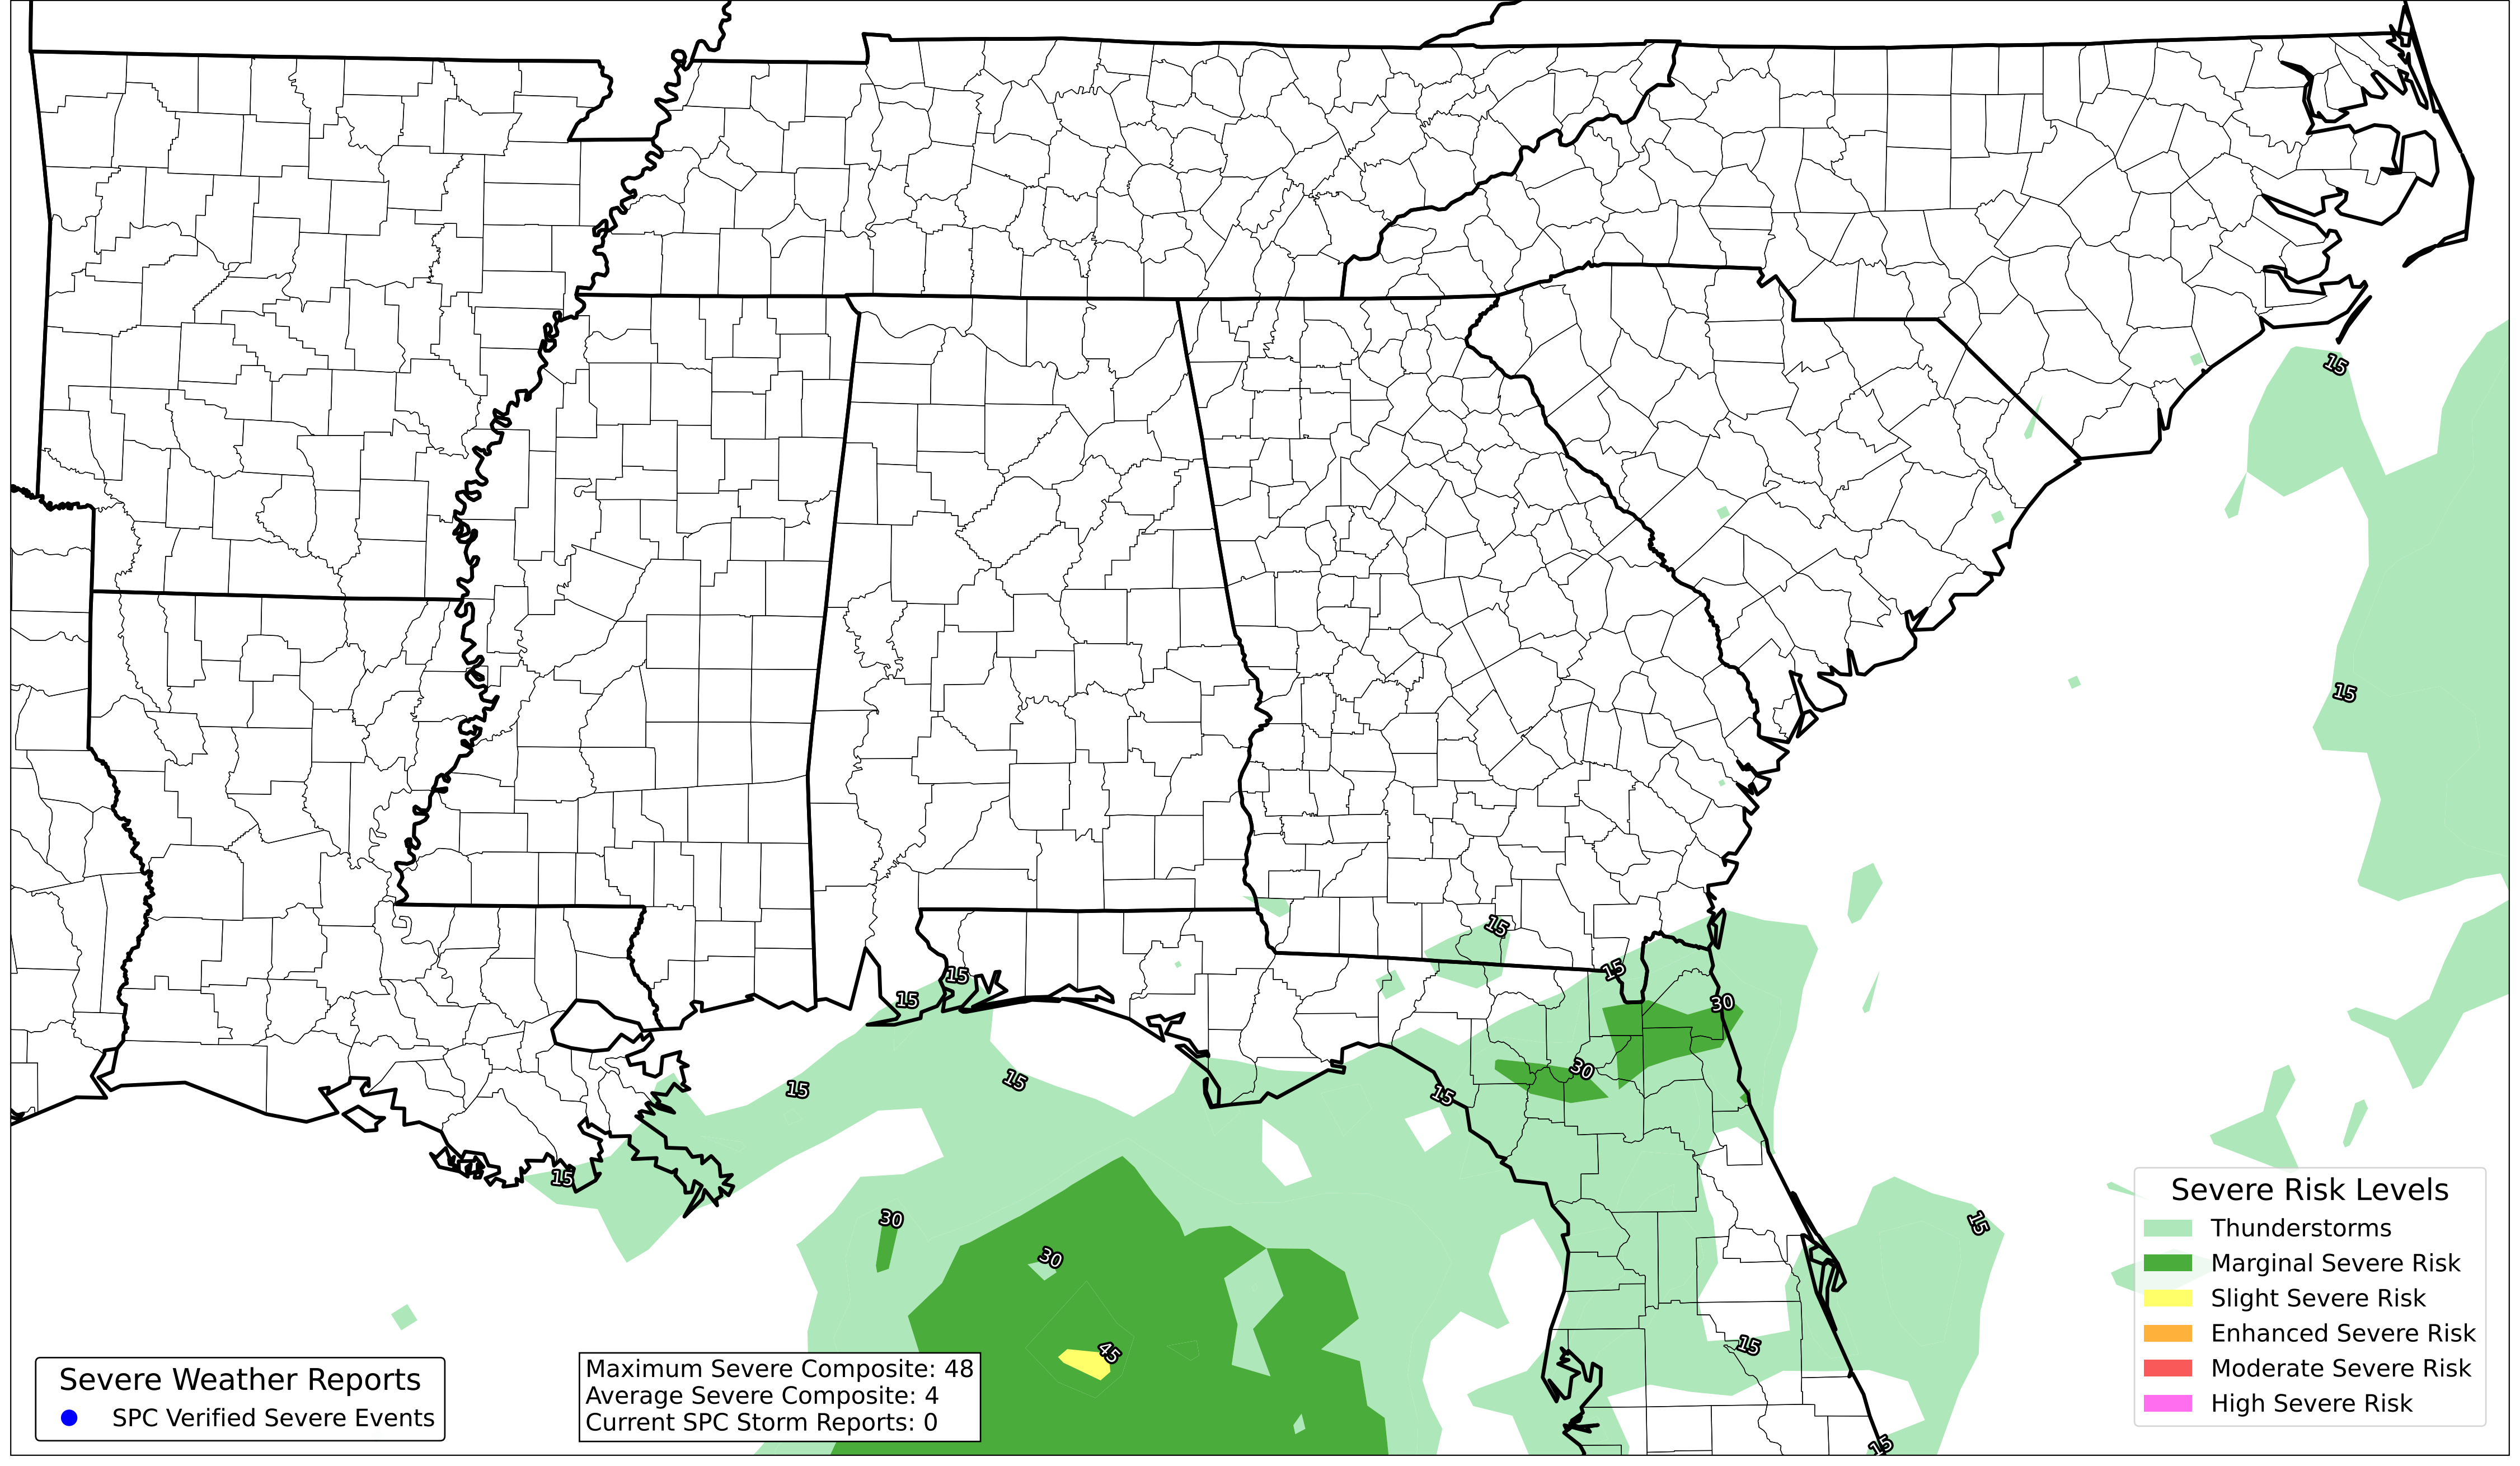 15
15
15
15
15
30
15
15
15
30
15
15
30
30
45
15
15
15
Severe Risk Levels
Thunderstorms
Marginal Severe Risk
Slight Severe Risk
Enhanced Severe Risk
Moderate Severe Risk
High Severe Risk
Severe Weather Reports
SPC Verified Severe Events
Maximum Severe Composite: 48
Average Severe Composite: 4
Current SPC Storm Reports: 0